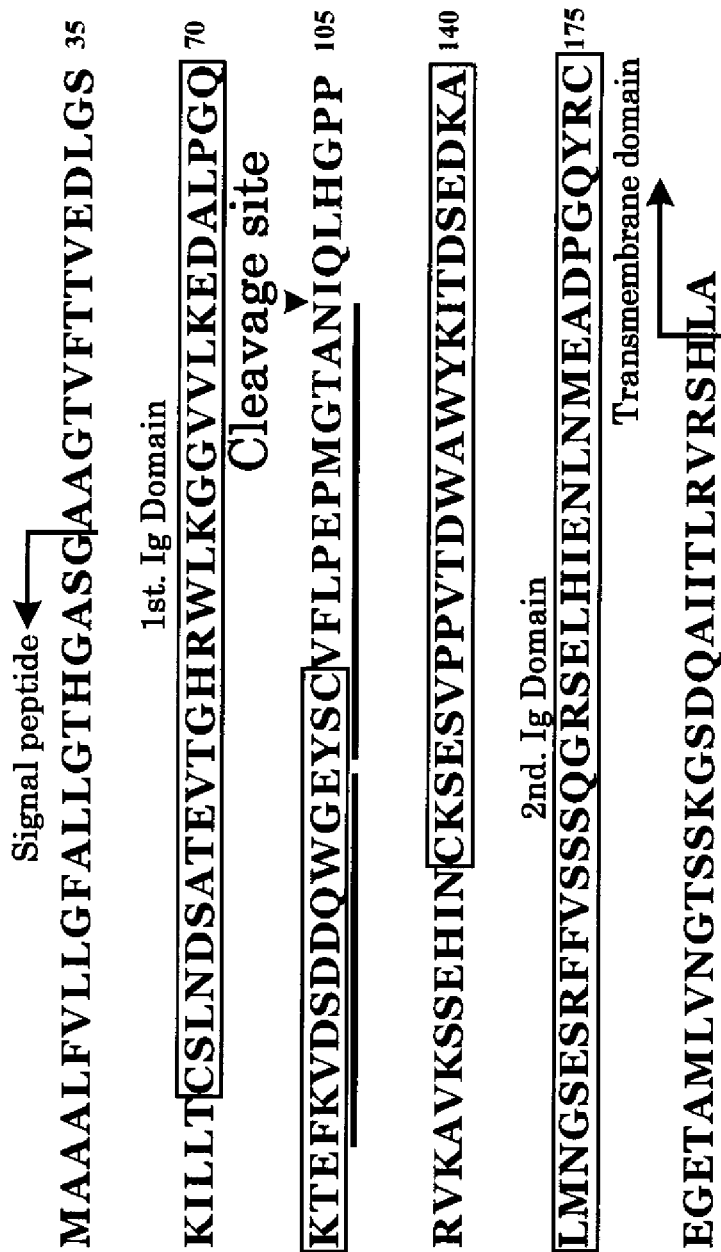 Signal peptide
MAAALFVLLGFALLGTHGASGAAGTVFTTVEDLGS 35
1st. Ig Domain
KILLTCSLNDSATEVTGHRWLKGGVVLKEDALPGQ 70
Cleavage site
KTEFKVDSDDQWGEYSCVFLPEPMGTANIQLHGPP 105
RVKAVKSSEHINCKSESVPPVTDWAWYKITDSEDKA 140
2nd. Ig Domain
LMNGSESRFFVSSSQGRSELHIENLNMEADPGQYRC 175
Transmembrane domain
EGETAMLVNGTSSKGSDQAIITLRVRSHLA